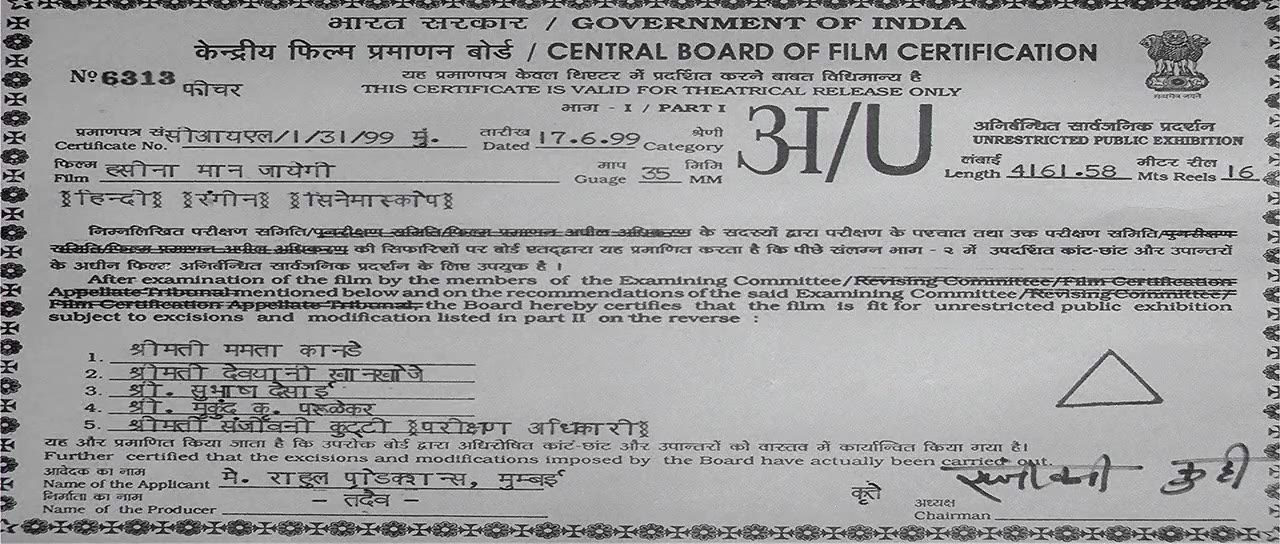 भारत सरकार / GOVERNMENT OF INDIA
केन्द्रीय फिल्म प्रमाणन बोर्ड / CENTRAL BOARD OF FILM CERTIFICATION
सत्यमेव जयते
Nº 6313 फीचर
यह प्रमाणपत्र केवल थिएटर में प्रदर्शित करने बाबत विधिमान्य है
THIS CERTIFICATE IS VALID FOR THEATRICAL RELEASE ONLY
भाग - I / PART I
प्रमाणपत्र सं सीआयएल/1/31/99 मुं. तारीख 17.6.99 श्रेणी अ/U अनिर्बन्धित सार्वजनिक प्रदर्शन
Certificate No. Dated Category UNRESTRICTED PUBLIC EXHIBITION
फिल्म हसीना मान जायेगी माप 35 मिमि लंबाई 4161.58 मीटर रील 16
Film Guage MM Length Mts Reels
हिन्दी रंगीन सिनेमास्कोप
निम्नलिखित परीक्षण समिति/पुनरीक्षण समिति/फिल्म प्रमाणन अपील अधिकरण के सदस्यों द्वारा परीक्षण के पश्चात तथा उक्त परीक्षण समिति/पुनरीक्षण
समिति/फिल्म प्रमाणन अपील अधिकरण की सिफारिशों पर बोर्ड एतद्द्वारा यह प्रमाणित करता है कि पीछे संलग्न भाग - २ में उपदर्शित कांट-छांट और उपान्तरों
के अधीन फिल्म अनिर्बन्धित सार्वजनिक प्रदर्शन के लिए उपयुक्त है ।
After examination of the film by the members of the Examining Committee/Revising Committee/Film Certification
Appellate Tribunal mentioned below and on the recommendations of the said Examining Committee/Revising Committee/
Film Certification Appellate Tribunal, the Board hereby certifies that the film is fit for unrestricted public exhibition
subject to excisions and modification listed in part II on the reverse :
1. श्रीमती ममता कानडे
2. श्रीमती देवयानी खानखोजे
3. श्री. सुभाष देसाई
4. श्री. मुकुंद कृ. परूळेकर
5. श्रीमती संजीवनी कुट्टी परीक्षण अधिकारी
यह और प्रमाणित किया जाता है कि उपरोक्त बोर्ड द्वारा अधिरोपित कांट-छांट और उपान्तरों को वास्तव में कार्यान्वित किया गया है।
Further certified that the excisions and modifications imposed by the Board have actually been carried out.
आवेदक का नाम
Name of the Applicant मे. राहुल प्रोडक्शन्स, मुम्बई
निर्माता का नाम
Name of the Producer - तदैव -
कृते संजीवनी कुट्टी
अध्यक्ष
Chairman